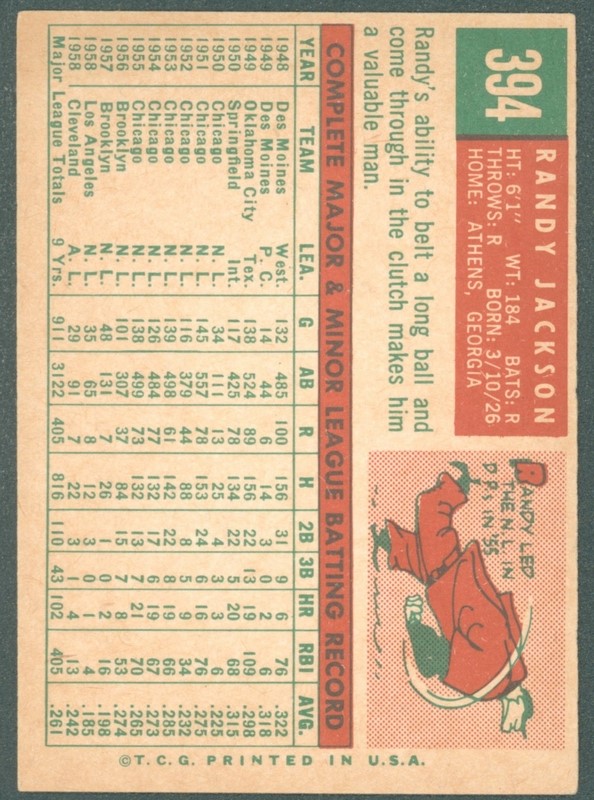 394
RANDY JACKSON
HT: 6'1" WT: 184 BATS: R
THROWS: R BORN: 3/10/26
HOME: ATHENS, GEORGIA
Randy's ability to belt a long ball and
come through in the clutch makes him
a valuable man.
RANDY LED
THE N.L. IN
D.P.s IN '55
COMPLETE MAJOR & MINOR LEAGUE BATTING RECORD
YEAR TEAM LEA. G AB R H 2B 3B HR RBI AVG.
1948 Des Moines West. 132 485 100 156 31 9 6 76 .322
1949 Des Moines P. C. 14 44 6 14 3 0 2 6 .318
1949 Oklahoma City Tex. 138 524 89 156 22 13 19 109 .298
1950 Springfield Int. 117 425 78 134 22 5 20 68 .315
1950 Chicago N. L. 34 111 13 25 4 3 3 6 .225
1951 Chicago N. L. 145 557 78 153 24 6 16 76 .275
1952 Chicago N. L. 116 379 44 88 8 5 9 34 .232
1953 Chicago N. L. 139 498 61 142 22 8 19 66 .285
1954 Chicago N. L. 126 484 77 132 17 6 19 67 .273
1955 Chicago N. L. 138 499 73 132 13 7 21 70 .265
1956 Brooklyn N. L. 101 307 37 84 15 7 8 53 .274
1957 Brooklyn N. L. 48 131 7 26 1 0 2 16 .198
1958 Los Angeles N. L. 35 65 8 12 3 0 1 4 .185
1958 Cleveland A. L. 29 91 7 22 3 1 4 13 .242
Major League Totals 9 Yrs. 911 3122 405 816 110 43 102 405 .261
©T.C.G. PRINTED IN U.S.A.